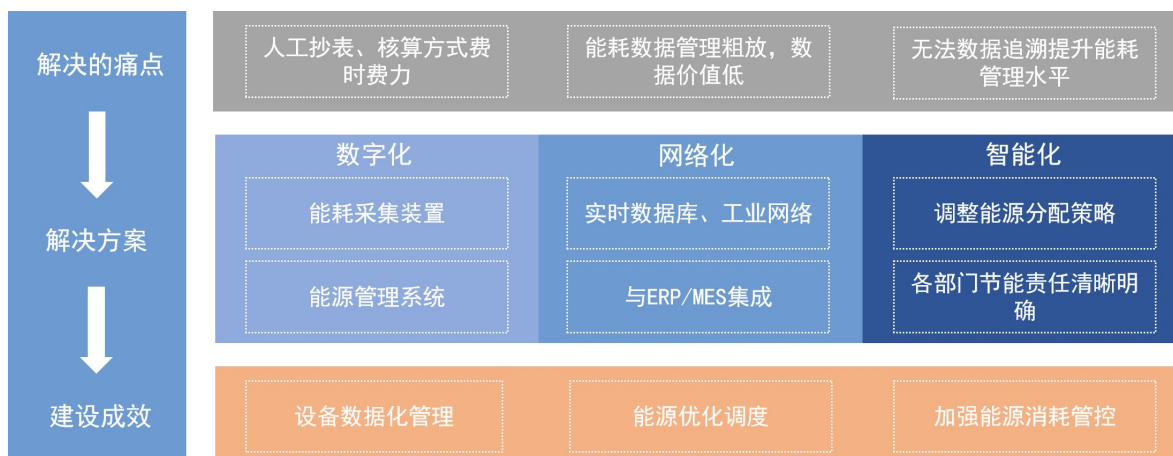 解决的痛点
人工抄表、核算方式费
时费力
能耗数据管理粗放，数
据价值低
无法数据追溯提升能耗
管理水平
解决方案
数字化
网络化
智能化
能耗采集装置
实时数据库、工业网络
调整能源分配策略
能源管理系统
与ERP/MES集成
各部门节能责任清晰明
确
建设成效
设备数据化管理
能源优化调度
加强能源消耗管控